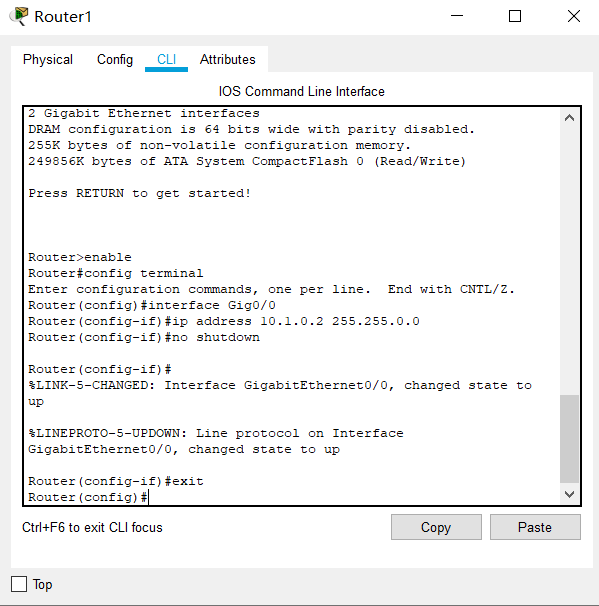 Router1
Physical Config CLI Attributes
IOS Command Line Interface
2 Gigabit Ethernet interfaces
DRAM configuration is 64 bits wide with parity disabled.
255K bytes of non-volatile configuration memory.
249856K bytes of ATA System CompactFlash 0 (Read/Write)
Press RETURN to get started!
Router>enable
Router#config terminal
Enter configuration commands, one per line.  End with CNTL/Z.
Router(config)#interface Gig0/0
Router(config-if)#ip address 10.1.0.2 255.255.0.0
Router(config-if)#no shutdown
Router(config-if)#
%LINK-5-CHANGED: Interface GigabitEthernet0/0, changed state to
up
%LINEPROTO-5-UPDOWN: Line protocol on Interface
GigabitEthernet0/0, changed state to up
Router(config-if)#exit
Router(config)#
Ctrl+F6 to exit CLI focus
Copy Paste
Top